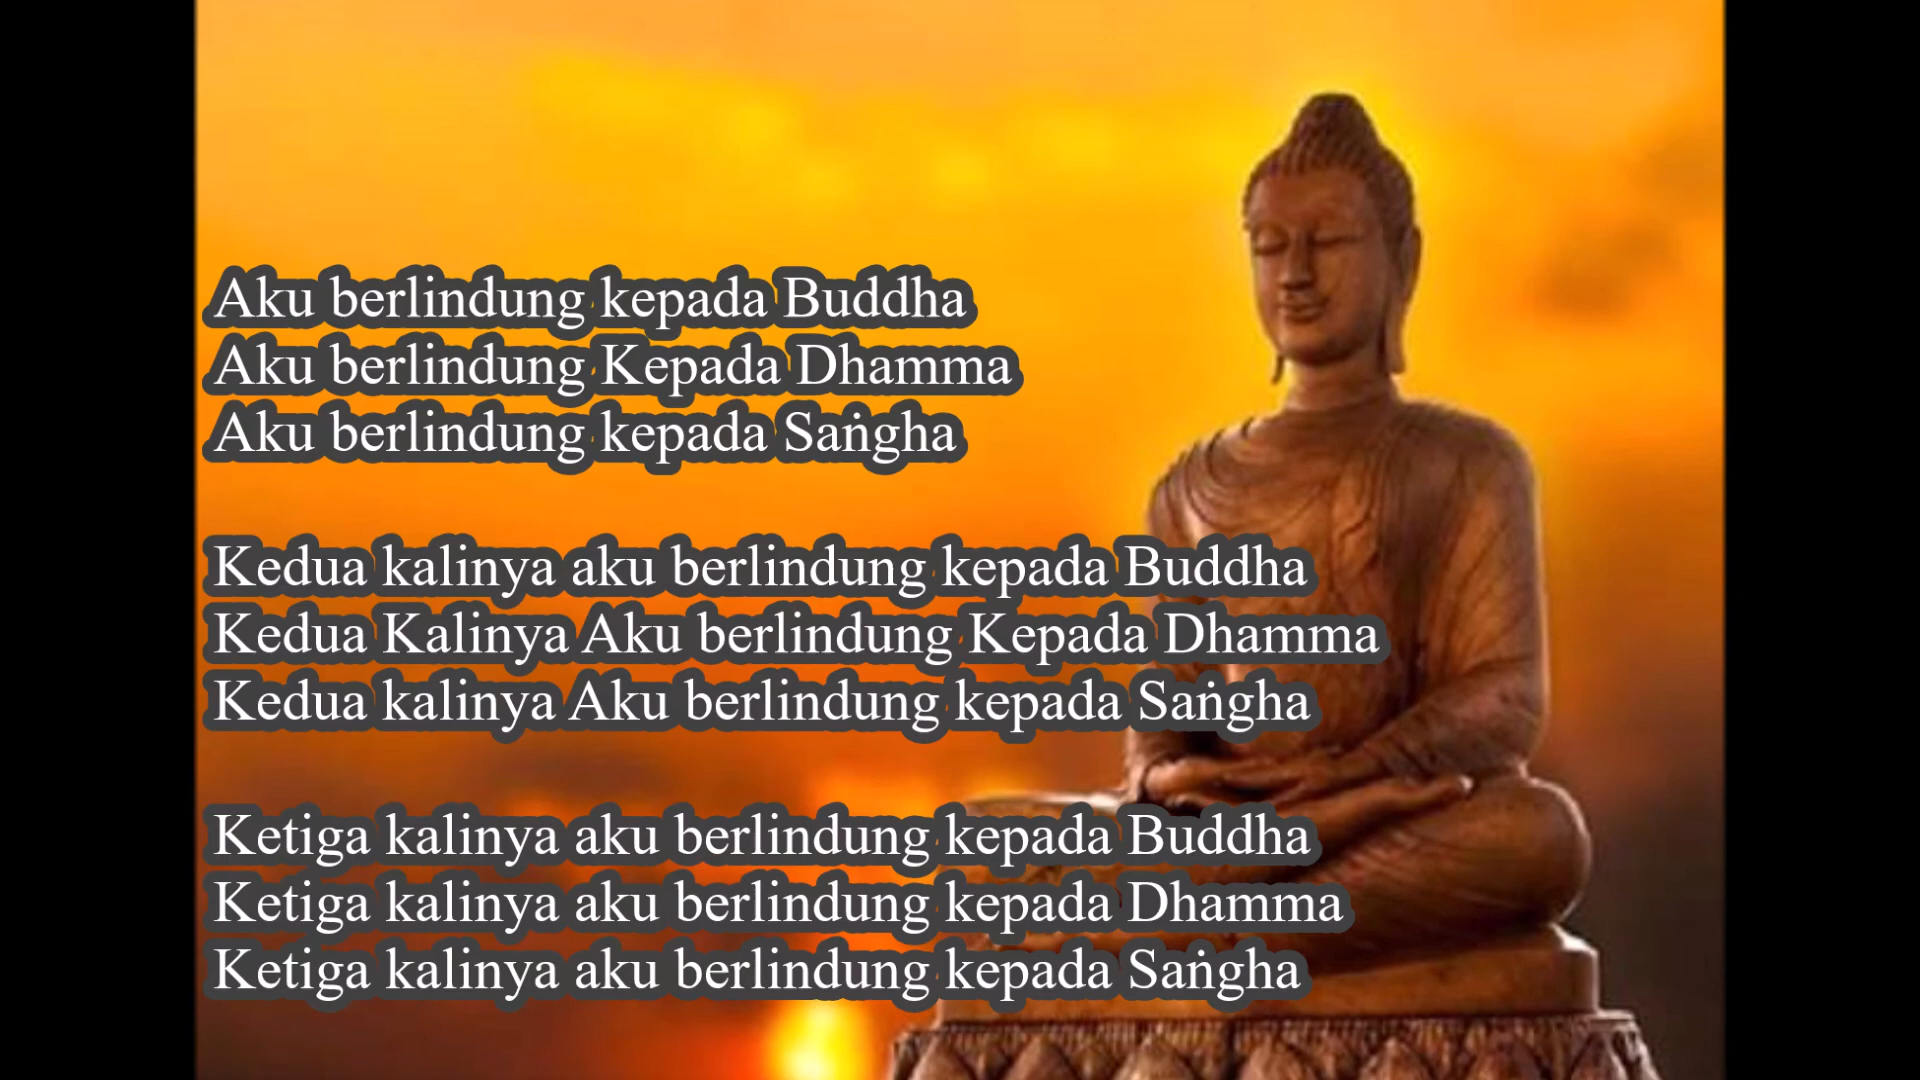 Aku berlindung kepada Buddha
Aku berlindung Kepada Dhamma
Aku berlindung kepada Saṅgha
Kedua kalinya aku berlindung kepada Buddha
Kedua Kalinya Aku berlindung Kepada Dhamma
Kedua kalinya Aku berlindung kepada Saṅgha
Ketiga kalinya aku berlindung kepada Buddha
Ketiga kalinya aku berlindung kepada Dhamma
Ketiga kalinya aku berlindung kepada Saṅgha